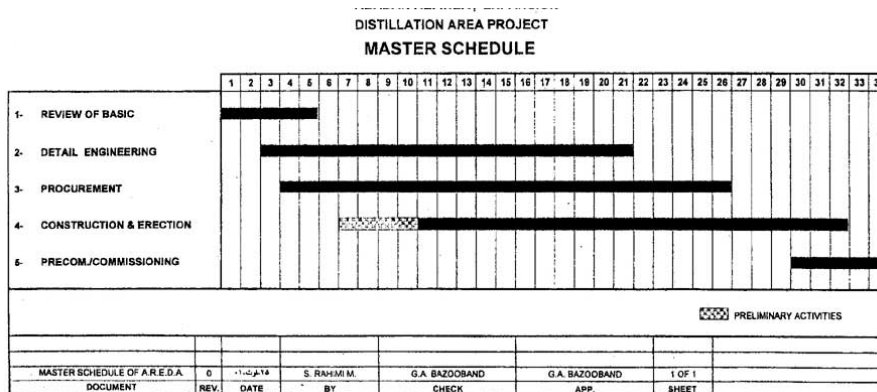 DISTILLATION AREA PROJECT
MASTER SCHEDULE
1 2 3 4 5 6 7 8 9 10 11 12 13 14 15 16 17 18 19 20 21 22 23 24 25 26 27 28 29 30 31 32 33
1- REVIEW OF BASIC
2- DETAIL ENGINEERING
3- PROCUREMENT
4- CONSTRUCTION & ERECTION
5- PRECOM./COMMISSIONING
PRELIMINARY ACTIVITIES
MASTER SCHEDULE OF A.R.E.D.A. 0 S. RAHIMI M. G.A. BAZOOBAND G.A. BAZOOBAND 1 OF 1
DOCUMENT REV. DATE BY CHECK APP. SHEET